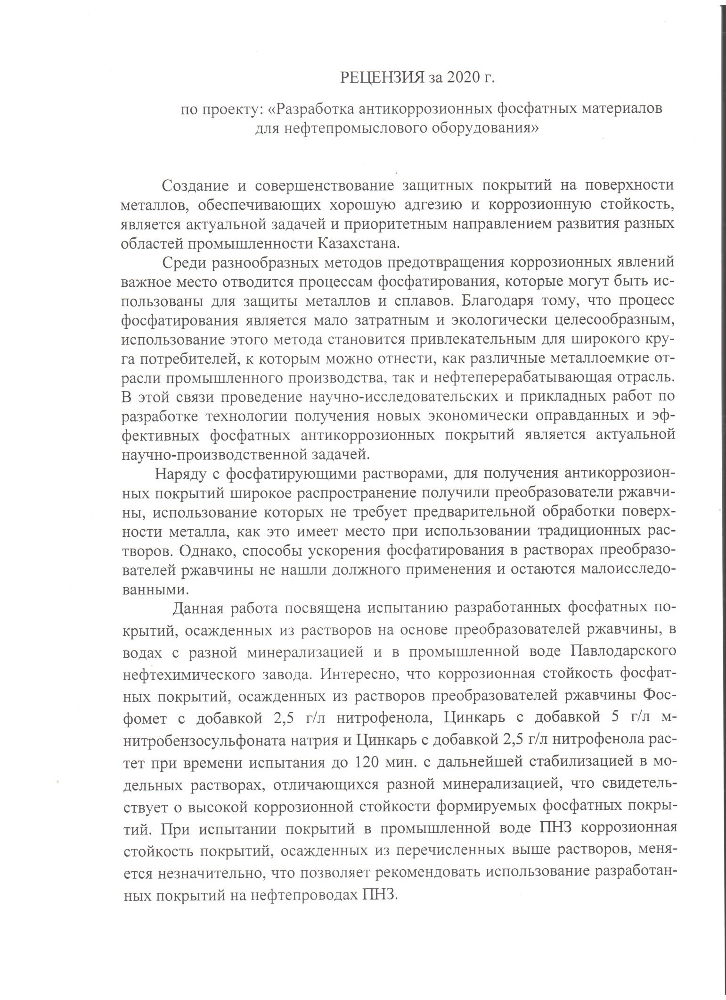 РЕЦЕНЗИЯ за 2020 г.
по проекту: «Разработка антикоррозионных фосфатных материалов
для нефтепромыслового оборудования»
Создание и совершенствование защитных покрытий на поверхности
металлов, обеспечивающих хорошую адгезию и коррозионную стойкость,
является актуальной задачей и приоритетным направлением развития разных
областей промышленности Казахстана.
Среди разнообразных методов предотвращения коррозионных явлений
важное место отводится процессам фосфатирования, которые могут быть ис-
пользованы для защиты металлов и сплавов. Благодаря тому, что процесс
фосфатирования является мало затратным и экологически целесообразным,
использование этого метода становится привлекательным для широкого кру-
га потребителей, к которым можно отнести, как различные металлоемкие от-
расли промышленного производства, так и нефтеперерабатывающая отрасль.
В этой связи проведение научно-исследовательских и прикладных работ по
разработке технологии получения новых экономически оправданных и эф-
фективных фосфатных антикоррозионных покрытий является актуальной
научно-производственной задачей.
Наряду с фосфатирующими растворами, для получения антикоррозион-
ных покрытий широкое распространение получили преобразователи ржавчи-
ны, использование которых не требует предварительной обработки поверх-
ности металла, как это имеет место при использовании традиционных рас-
творов. Однако, способы ускорения фосфатирования в растворах преобразо-
вателей ржавчины не нашли должного применения и остаются малоисследо-
ванными.
Данная работа посвящена испытанию разработанных фосфатных по-
крытий, осажденных из растворов на основе преобразователей ржавчины, в
водах с разной минерализацией и в промышленной воде Павлодарского
нефтехимического завода. Интересно, что коррозионная стойкость фосфат-
ных покрытий, осажденных из растворов преобразователей ржавчины Фос-
фомет с добавкой 2,5 г/л нитрофенола, Цинкарь с добавкой 5 г/л м-
нитробензосульфоната натрия и Цинкарь с добавкой 2,5 г/л нитрофенола рас-
тет при времени испытания до 120 мин. с дальнейшей стабилизацией в мо-
дельных растворах, отличающихся разной минерализацией, что свидетель-
ствует о высокой коррозионной стойкости формируемых фосфатных покры-
тий. При испытании покрытий в промышленной воде ПНЗ коррозионная
стойкость покрытий, осажденных из перечисленных выше растворов, меня-
ется незначительно, что позволяет рекомендовать использование разработан-
ных покрытий на нефтепроводах ПНЗ.